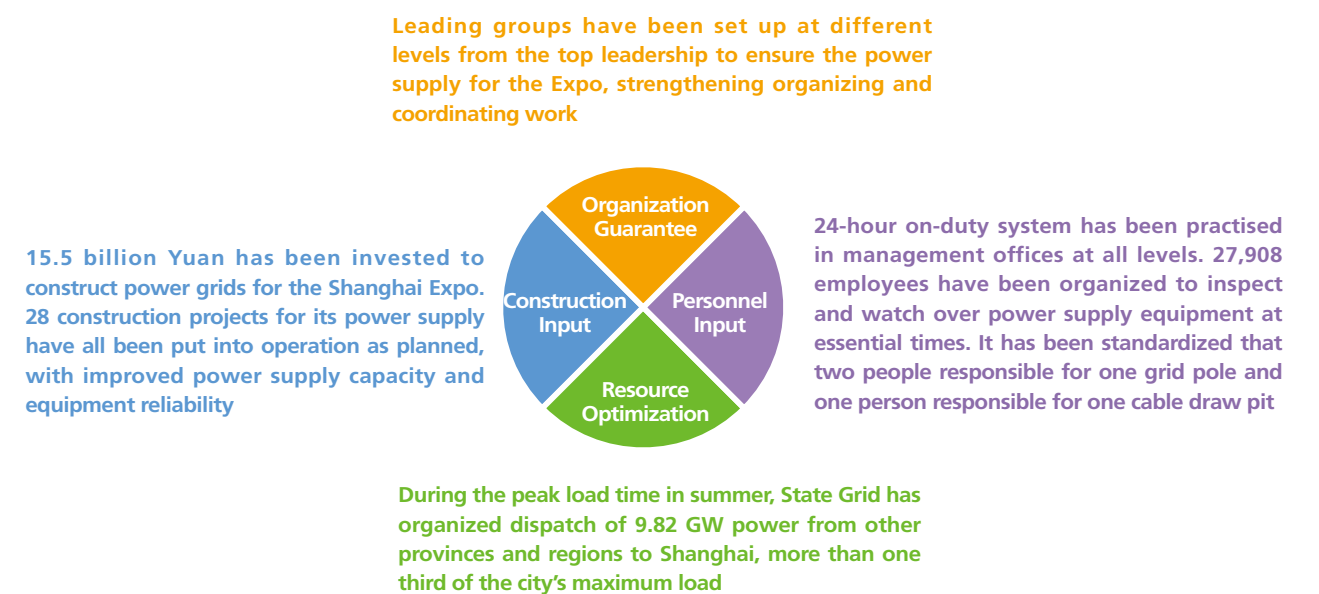 Leading groups have been set up at different
levels from the top leadership to ensure the power
supply for the Expo, strengthening organizing and
coordinating work
Organization
Guarantee
15.5 billion Yuan has been invested to
construct power grids for the Shanghai Expo.
28 construction projects for its power supply
have all been put into operation as planned,
with improved power supply capacity and
equipment reliability
Construction
Input
Personnel
Input
24-hour on-duty system has been practised
in management offices at all levels. 27,908
employees have been organized to inspect
and watch over power supply equipment at
essential times. It has been standardized that
two people responsible for one grid pole and
one person responsible for one cable draw pit
Resource
Optimization
During the peak load time in summer, State Grid has
organized dispatch of 9.82 GW power from other
provinces and regions to Shanghai, more than one
third of the city’s maximum load